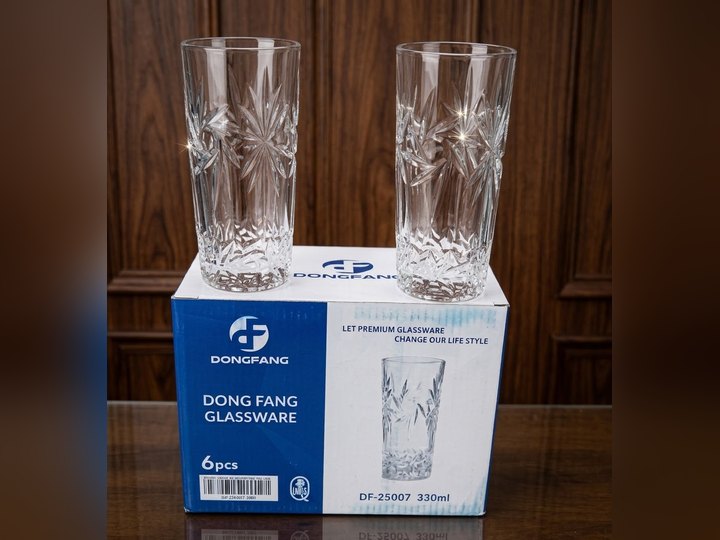 DONGFANG
DONGFANG
DONG FANG
GLASSWARE
6pcs
LET PREMIUM GLASSWARE
CHANGE OUR LIFE STYLE
DF-25007 330ml